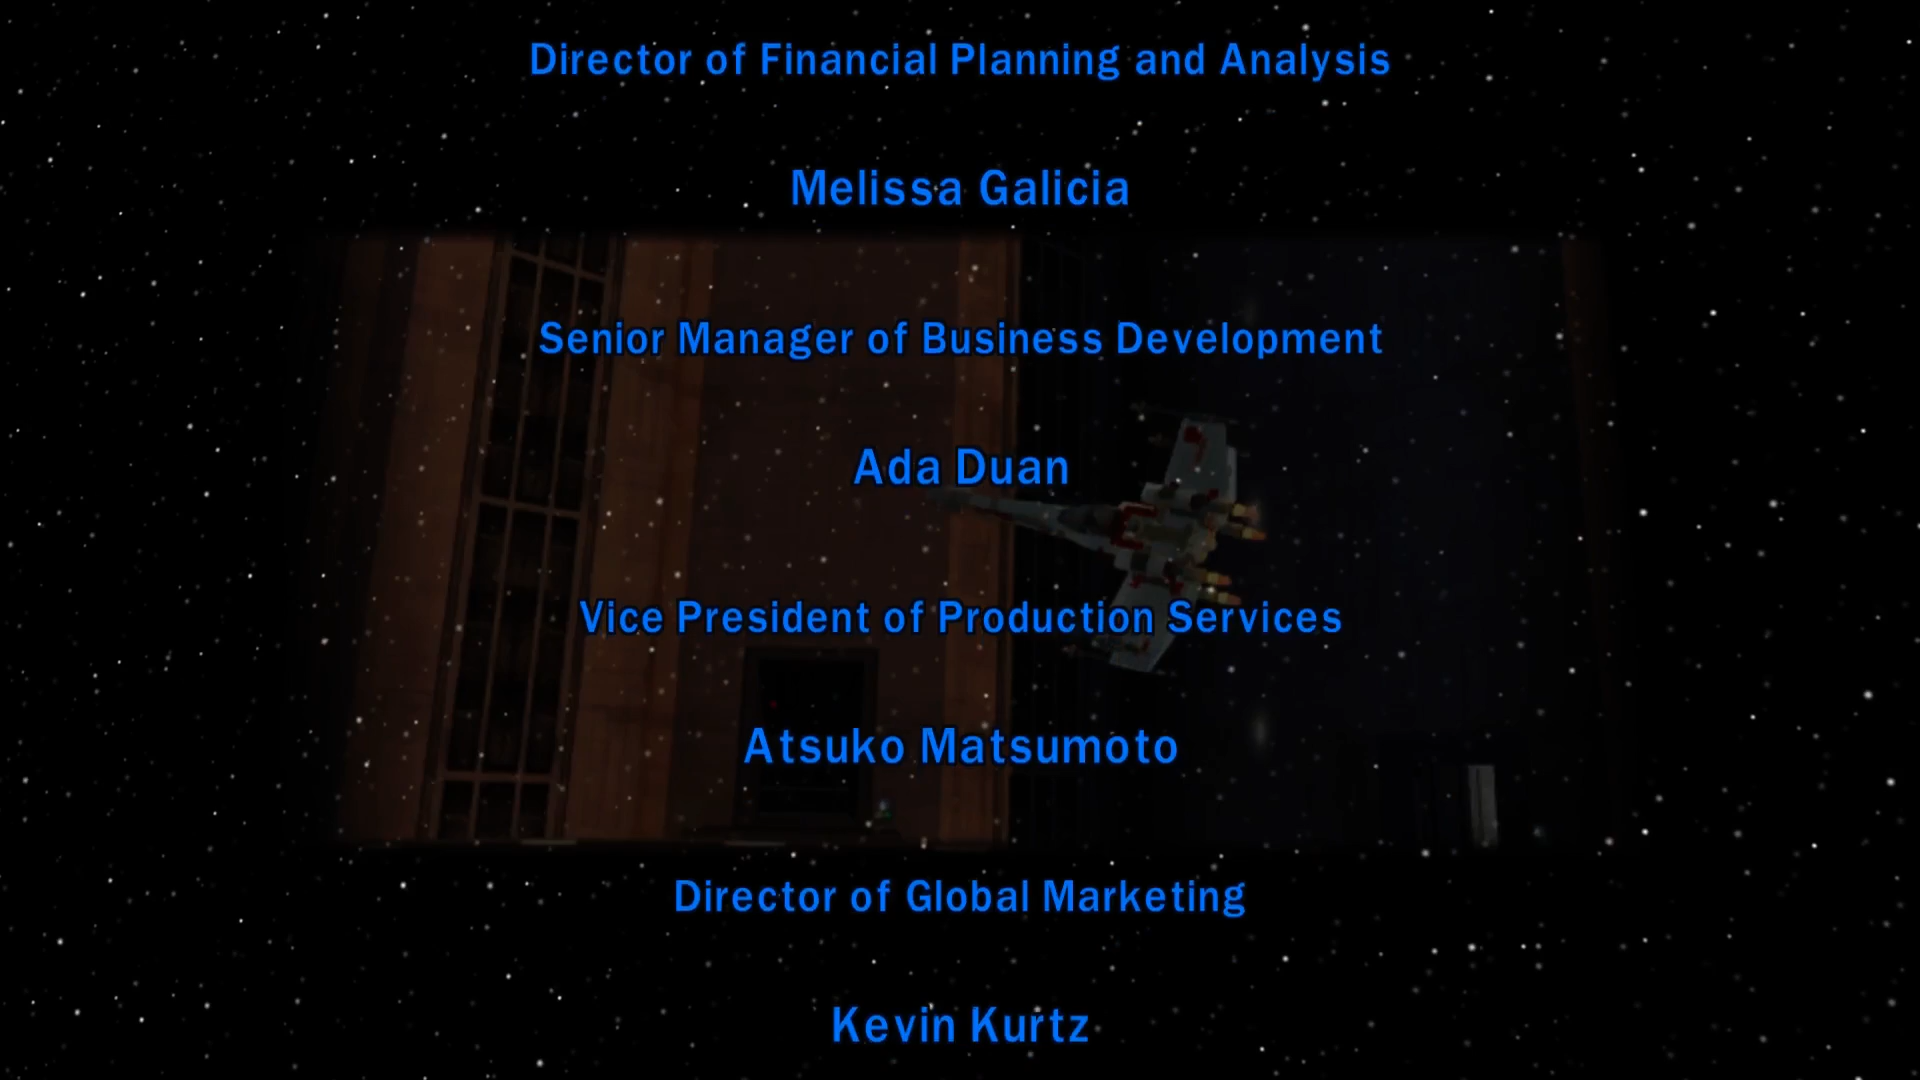 Director of Financial Planning and Analysis
Melissa Galicia
Senior Manager of Business Development
Ada Duan
Vice President of Production Services
Atsuko Matsumoto
Director of Global Marketing
Kevin Kurtz